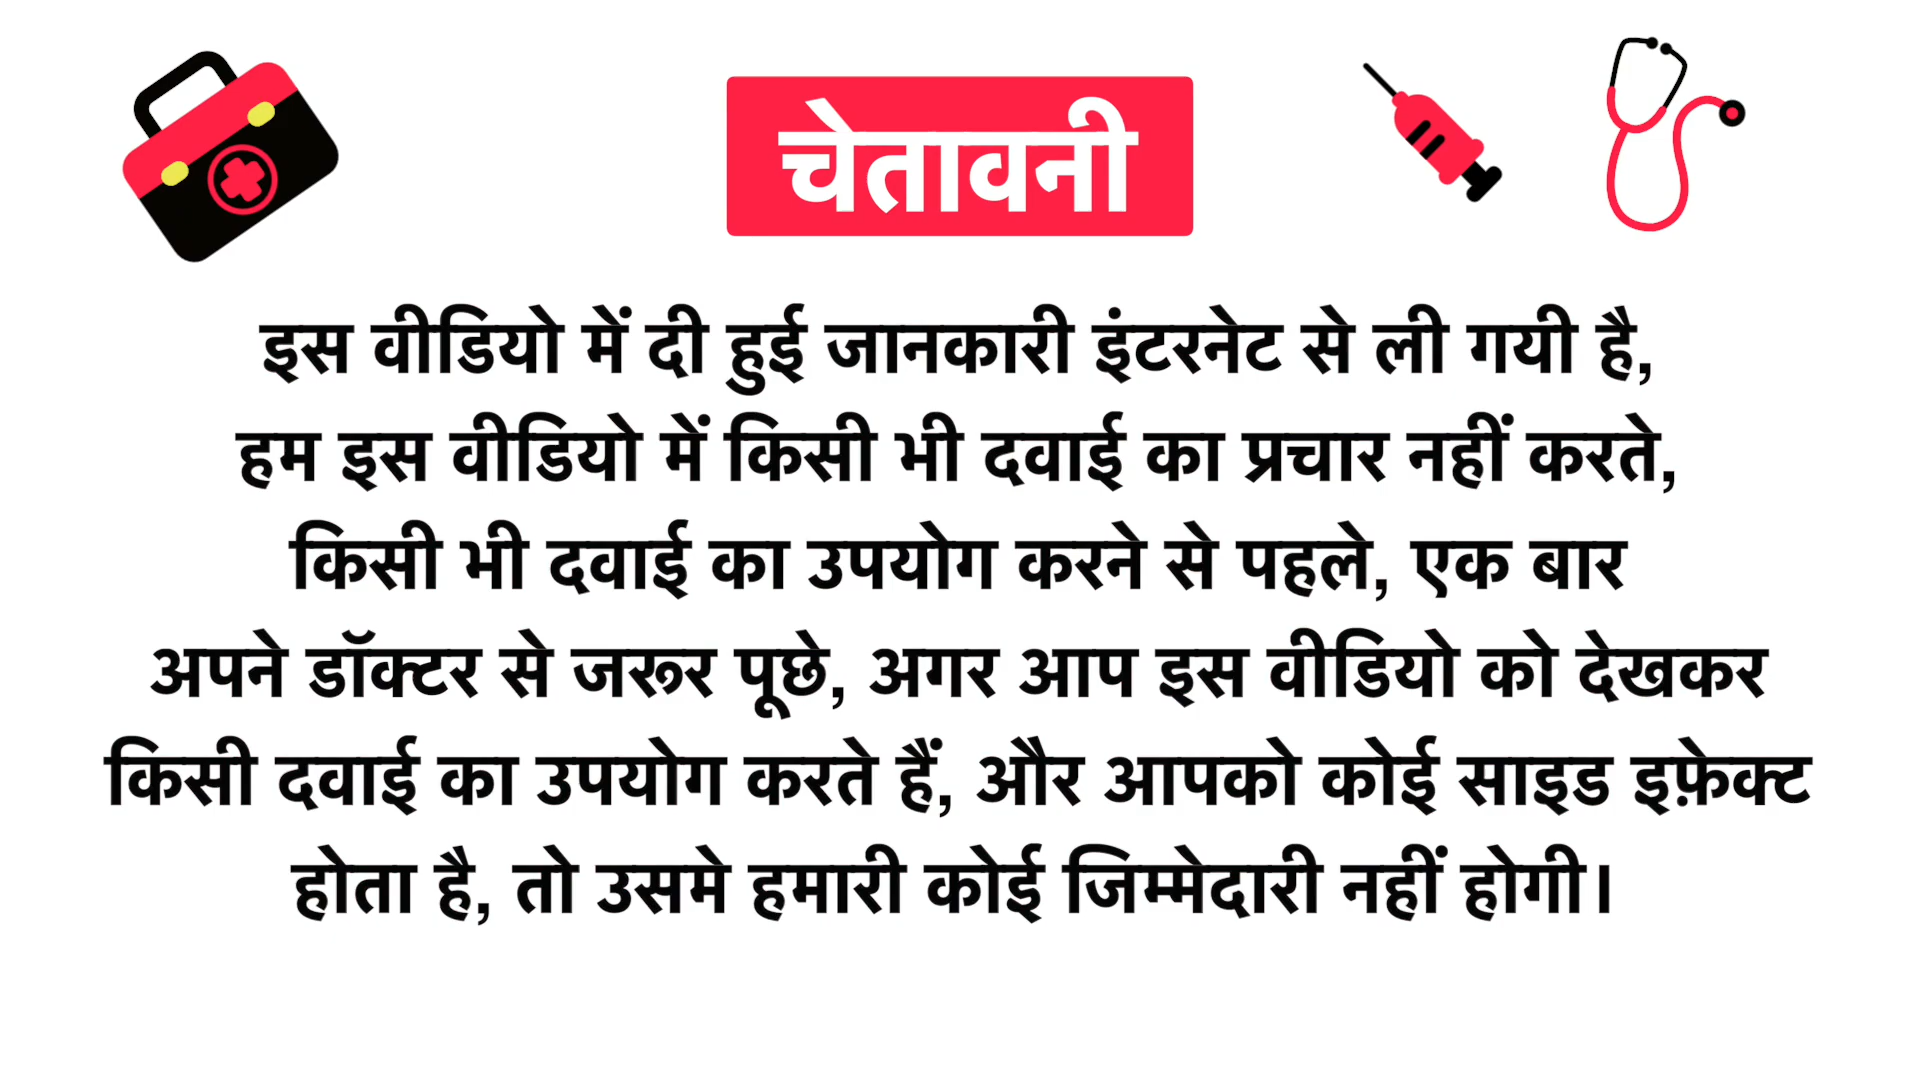 चेतावनी
इस वीडियो में दी हुई जानकारी इंटरनेट से ली गयी है,
हम इस वीडियो में किसी भी दवाई का प्रचार नहीं करते,
किसी भी दवाई का उपयोग करने से पहले, एक बार
अपने डॉक्टर से जरूर पूछे, अगर आप इस वीडियो को देखकर
किसी दवाई का उपयोग करते हैं, और आपको कोई साइड इफ़ेक्ट
होता है, तो उसमे हमारी कोई जिम्मेदारी नहीं होगी।